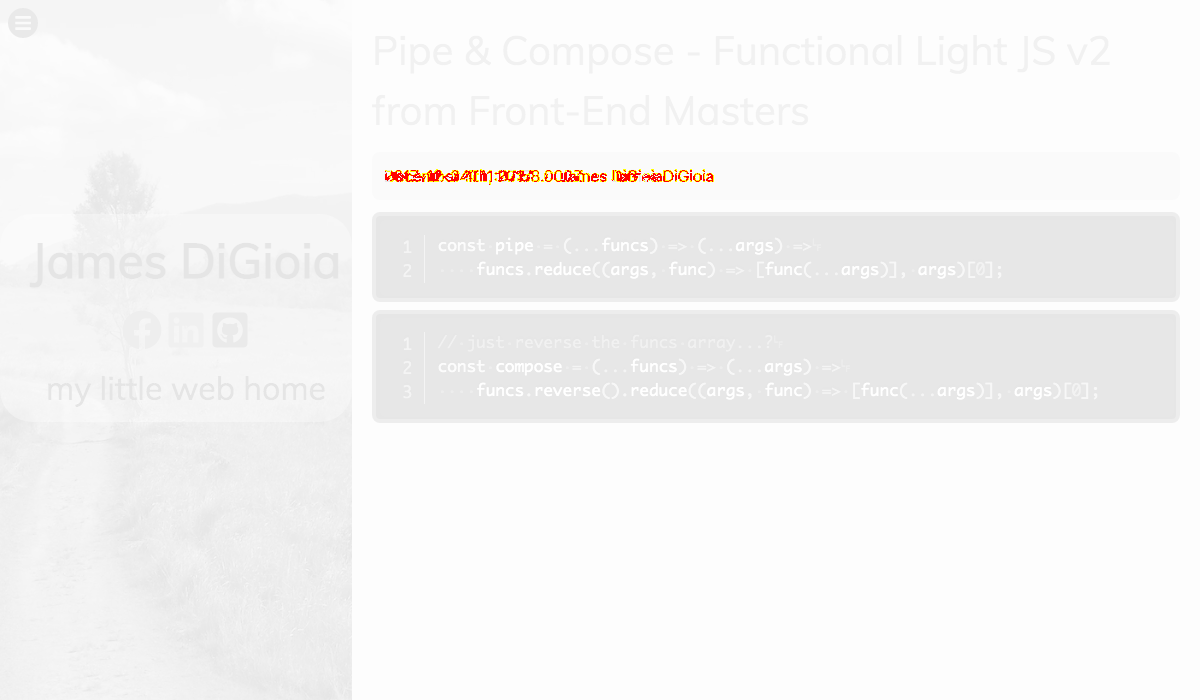 Pipe & Compose - Functional Light JS v2
from Front-End Masters
DiGioia
1 const pipe = (...funcs) => (...args) =>
2 funcs.reduce((args, func) => [func(...args)], args)[0];
1 // just reverse the funcs array...?
2 const compose = (...funcs) => (...args) =>
3 funcs.reverse().reduce((args, func) => [func(...args)], args)[0];
James DiGioia
my little web home